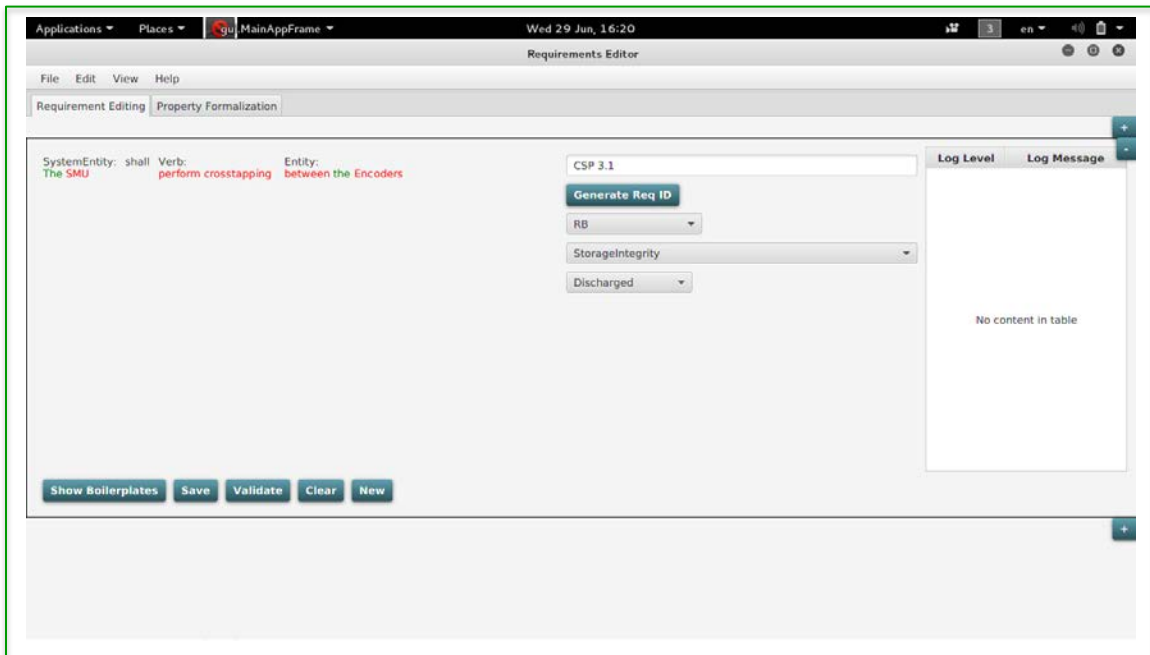 Applications Places gui.MainAppFrame Wed 29 Jun, 16:20 3 en
Requirements Editor
File Edit View Help
Requirement Editing Property Formalization
+
-
SystemEntity: shall Verb: Entity:
The SMU perform crosstapping between the Encoders
CSP 3.1
Generate Req ID
RB
StorageIntegrity
Discharged
Log Level Log Message
No content in table
Show Boilerplates Save Validate Clear New
+